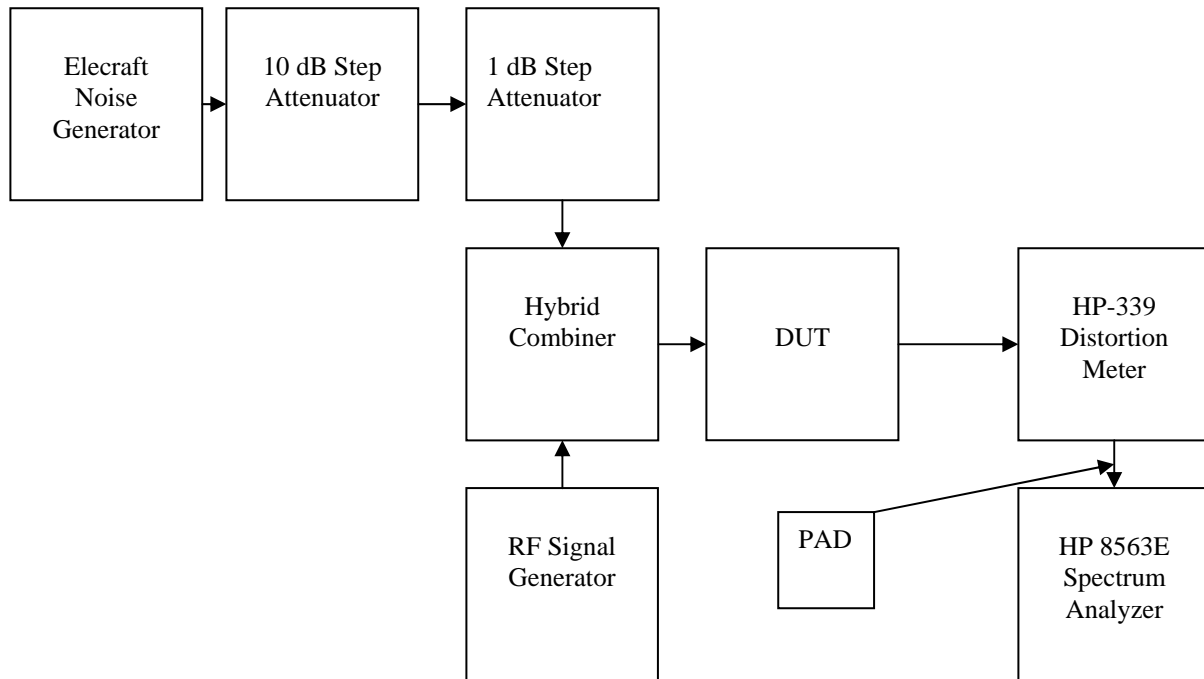 Elecraft
Noise
Generator
10 dB Step
Attenuator
1 dB Step
Attenuator
Hybrid
Combiner
DUT
HP-339
Distortion
Meter
RF Signal
Generator
PAD
HP 8563E
Spectrum
Analyzer